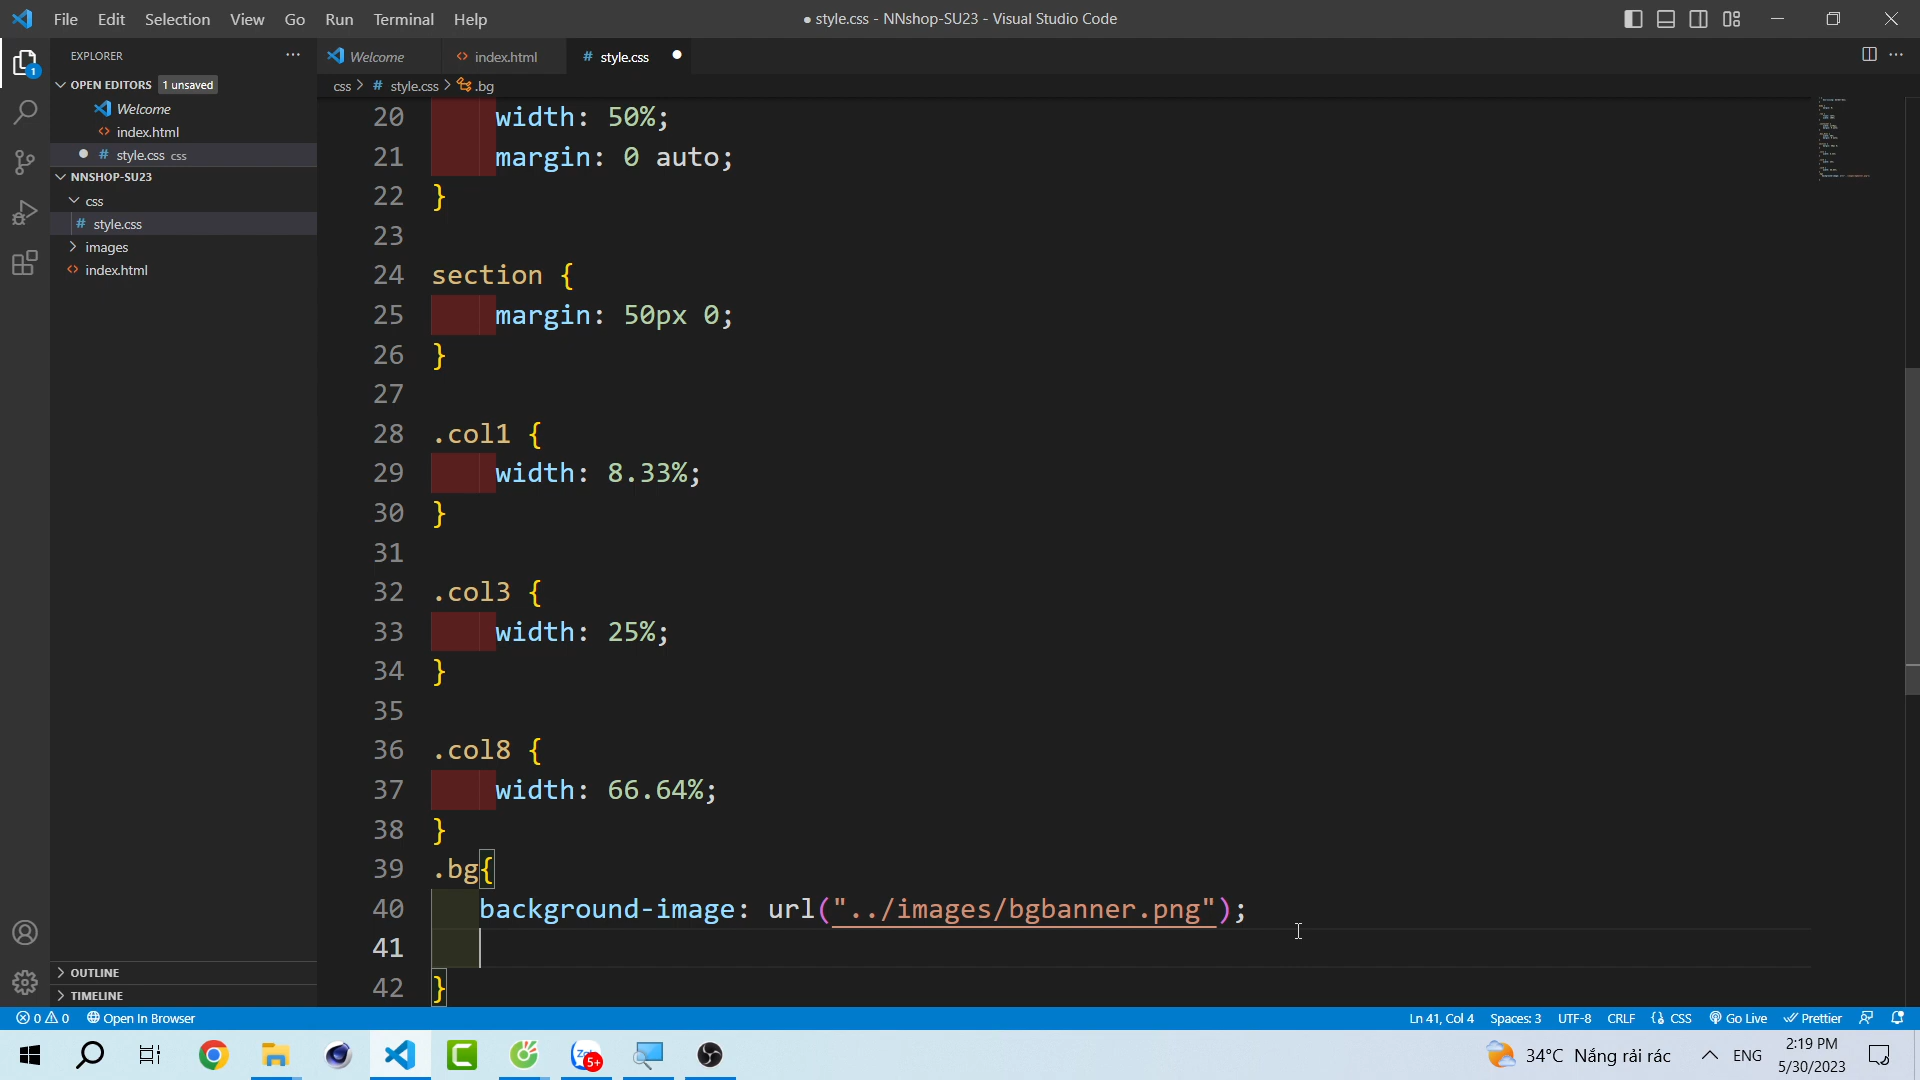 File Edit Selection View Go Run Terminal Help
● style.css - NNshop-SU23 - Visual Studio Code
EXPLORER
Welcome
index.html
style.css
OPEN EDITORS 1 unsaved
css > # style.css > .bg
Welcome
index.html
# style.css css
NNSHOP-SU23
css
# style.css
images
index.html
20 width: 50%;
21 margin: 0 auto;
22 }
23
24 section {
25 margin: 50px 0;
26 }
27
28 .col1 {
29 width: 8.33%;
30 }
31
32 .col3 {
33 width: 25%;
34 }
35
36 .col8 {
37 width: 66.64%;
38 }
39 .bg{
40 background-image: url("../images/bgbanner.png");
41
42 }
OUTLINE
TIMELINE
0 0 Open In Browser
Ln 41, Col 4 Spaces: 3 UTF-8 CRLF CSS Go Live Prettier
1
5+
34°C Nắng rải rác ENG
2:19 PM
5/30/2023